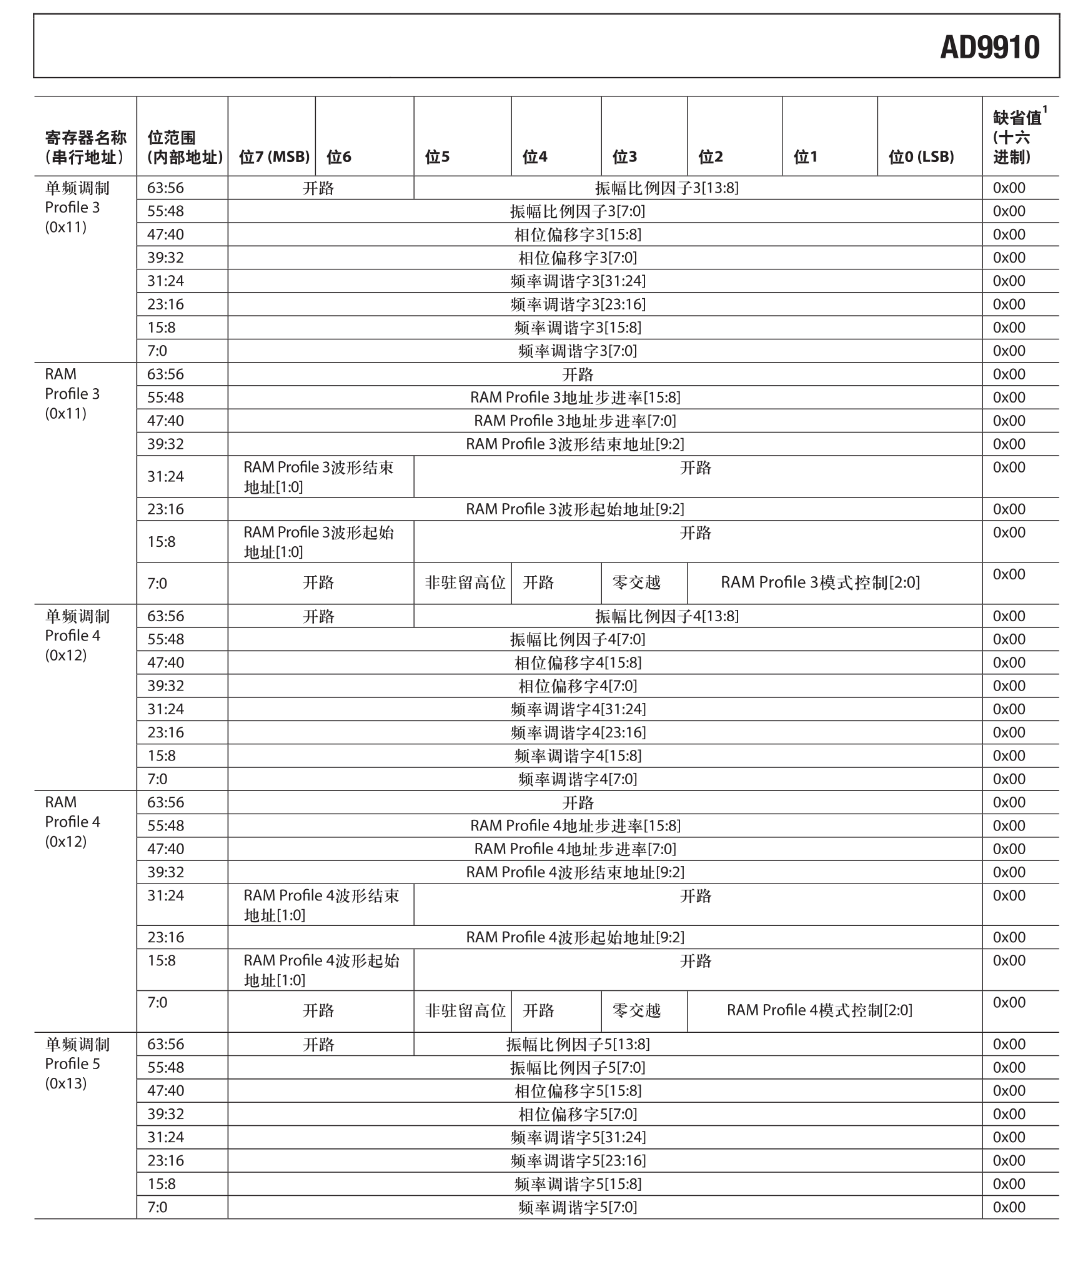 AD9910
寄存器名称 (串行地址) 位范围 (内部地址) 位7 (MSB) 位6 位5 位4 位3 位2 位1 位0 (LSB) 缺省值1 (十六进制)
单频调制 Profile 3 (0x11) 63:56 开路 振幅比例因子3[13:8] 0x00
55:48 振幅比例因子3[7:0] 0x00
47:40 相位偏移字3[15:8] 0x00
39:32 相位偏移字3[7:0] 0x00
31:24 频率调谐字3[31:24] 0x00
23:16 频率调谐字3[23:16] 0x00
15:8 频率调谐字3[15:8] 0x00
7:0 频率调谐字3[7:0] 0x00
RAM Profile 3 (0x11) 63:56 开路 0x00
55:48 RAM Profile 3地址步进率[15:8] 0x00
47:40 RAM Profile 3地址步进率[7:0] 0x00
39:32 RAM Profile 3波形结束地址[9:2] 0x00
31:24 RAM Profile 3波形结束地址[1:0] 开路 0x00
23:16 RAM Profile 3波形起始地址[9:2] 0x00
15:8 RAM Profile 3波形起始地址[1:0] 开路 0x00
7:0 开路 非驻留高位 开路 零交越 RAM Profile 3模式控制[2:0] 0x00
单频调制 Profile 4 (0x12) 63:56 开路 振幅比例因子4[13:8] 0x00
55:48 振幅比例因子4[7:0] 0x00
47:40 相位偏移字4[15:8] 0x00
39:32 相位偏移字4[7:0] 0x00
31:24 频率调谐字4[31:24] 0x00
23:16 频率调谐字4[23:16] 0x00
15:8 频率调谐字4[15:8] 0x00
7:0 频率调谐字4[7:0] 0x00
RAM Profile 4 (0x12) 63:56 开路 0x00
55:48 RAM Profile 4地址步进率[15:8] 0x00
47:40 RAM Profile 4地址步进率[7:0] 0x00
39:32 RAM Profile 4波形结束地址[9:2] 0x00
31:24 RAM Profile 4波形结束地址[1:0] 开路 0x00
23:16 RAM Profile 4波形起始地址[9:2] 0x00
15:8 RAM Profile 4波形起始地址[1:0] 开路 0x00
7:0 开路 非驻留高位 开路 零交越 RAM Profile 4模式控制[2:0] 0x00
单频调制 Profile 5 (0x13) 63:56 开路 振幅比例因子5[13:8] 0x00
55:48 振幅比例因子5[7:0] 0x00
47:40 相位偏移字5[15:8] 0x00
39:32 相位偏移字5[7:0] 0x00
31:24 频率调谐字5[31:24] 0x00
23:16 频率调谐字5[23:16] 0x00
15:8 频率调谐字5[15:8] 0x00
7:0 频率调谐字5[7:0] 0x00